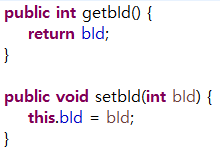 public int getbId() {
    return bId;
}

public void setbId(int bId) {
    this.bId = bId;
}